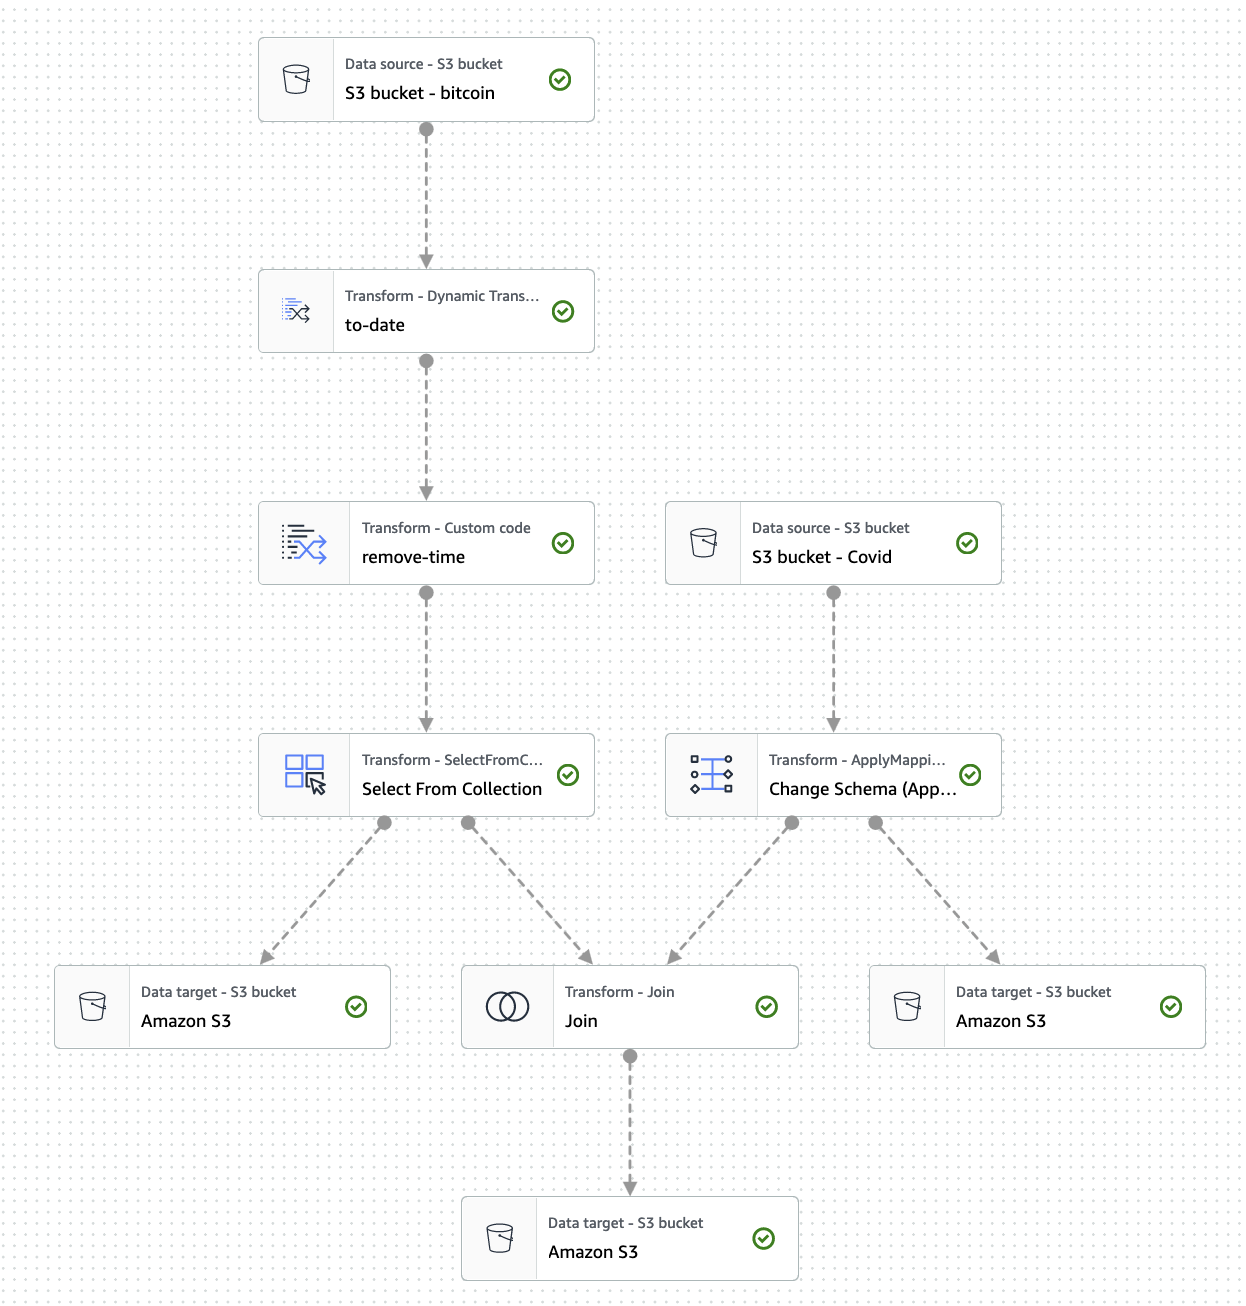 Data source - S3 bucket
S3 bucket - bitcoin
Transform - Dynamic Trans...
to-date
Transform - Custom code
remove-time
Data source - S3 bucket
S3 bucket - Covid
Transform - SelectFromC...
Select From Collection
Transform - ApplyMappi...
Change Schema (App...
Data target - S3 bucket
Amazon S3
Transform - Join
Join
Data target - S3 bucket
Amazon S3
Data target - S3 bucket
Amazon S3